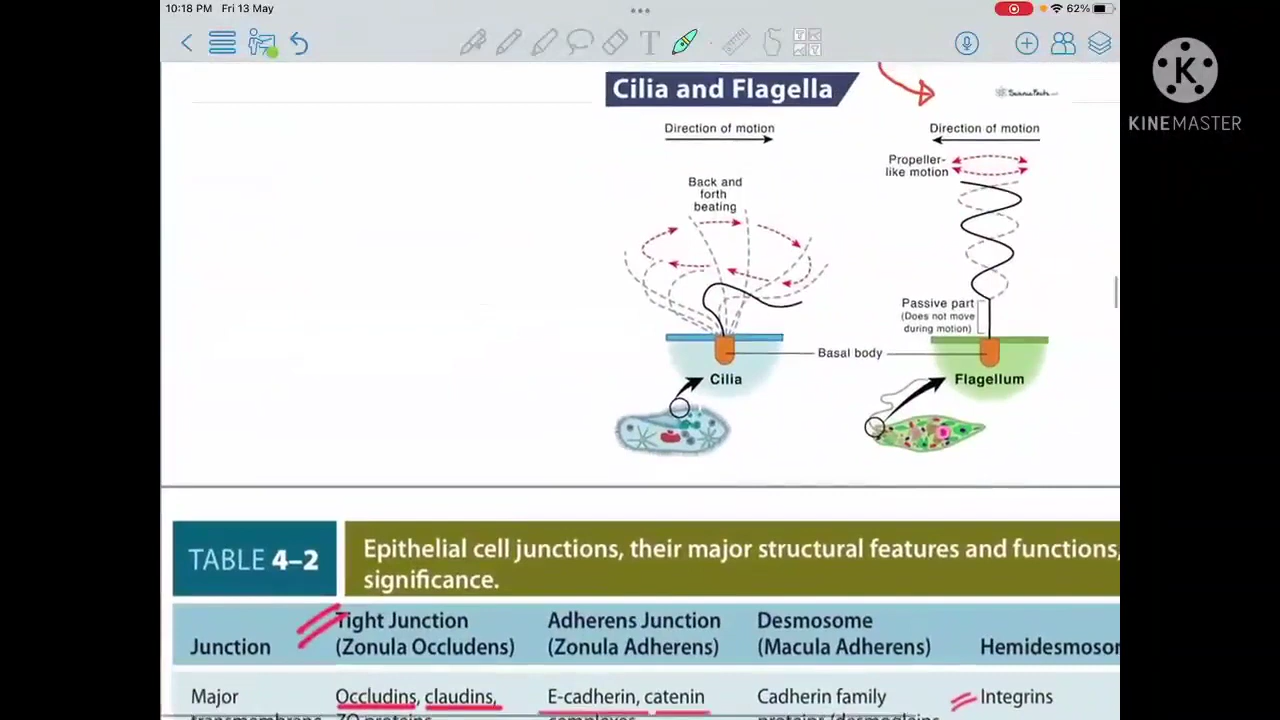 10:18 PM Fri 13 May
62%
K
KINEMASTER
Cilia and Flagella
Direction of motion
Direction of motion
Propeller-
like motion
Back and
forth
beating
Passive part
(Does not move
during motion)
Basal body
Cilia
Flagellum
TABLE 4–2
Epithelial cell junctions, their major structural features and functions,
significance.
Junction
Tight Junction
(Zonula Occludens)
Adherens Junction
(Zonula Adherens)
Desmosome
(Macula Adherens)
Hemidesmosor
Major
Occludins, claudins,
E-cadherin, catenin
Cadherin family
Integrins